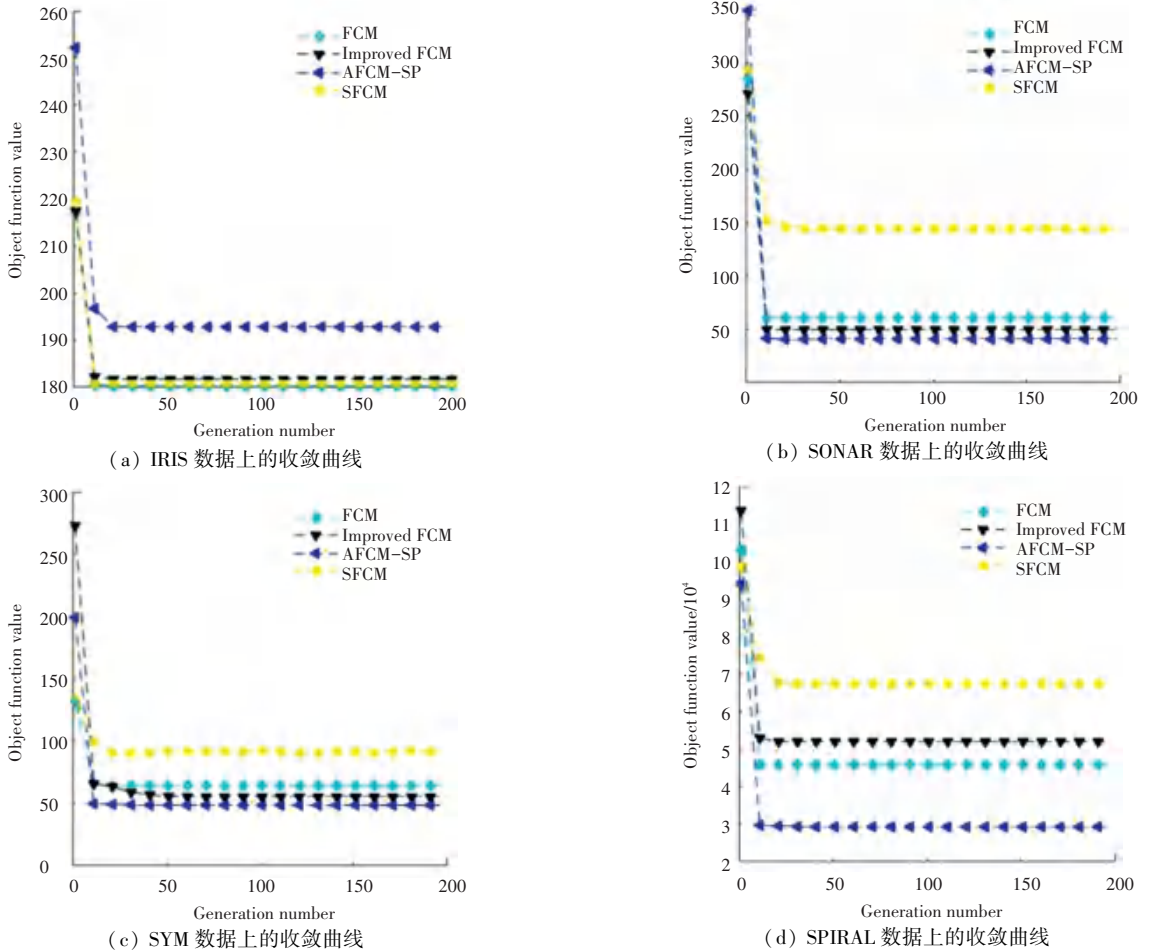 260
250
240
260
220
210
200
190
180
0
50
100
150
200
Object function value
Generation number
FCM
Improved FCM
AFCM-SP
SFCM
(a) IRIS 数据上的收敛曲线
350
300
250
200
150
100
50
0
50
100
150
200
Object function value
Generation number
FCM
Improved FCM
AFCM-SP
SFCM
(b) SONAR 数据上的收敛曲线
300
250
200
150
100
50
0
0
50
100
150
200
Object function value
Generation number
FCM
Improved FCM
AFCM-SP
SFCM
(c) SYM 数据上的收敛曲线
12
11
10
9
8
7
6
5
4
3
2
0
50
100
150
200
Object function value/10⁴
Generation number
FCM
Improved FCM
AFCM-SP
SFCM
(d) SPIRAL 数据上的收敛曲线